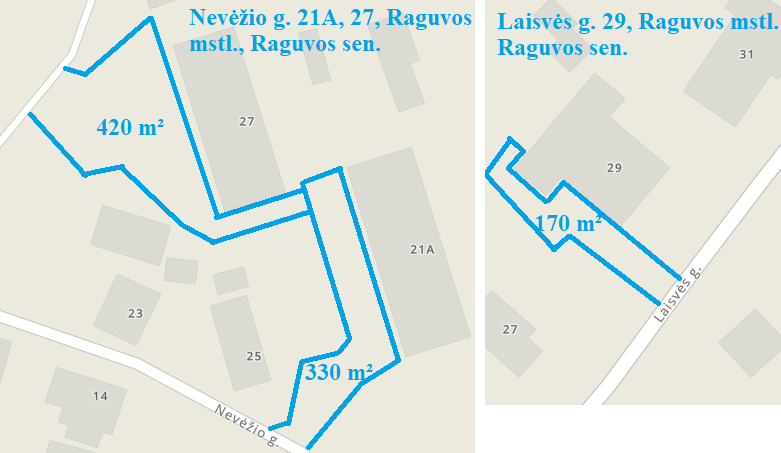 Nevėžio g. 21A, 27, Raguvos
mstl., Raguvos sen.
420 m²
27
21A
23
25
330 m²
14
Nevėžio g.
Laisvės g. 29, Raguvos mstl.
Raguvos sen.
31
29
170 m²
Laisvės g.
27